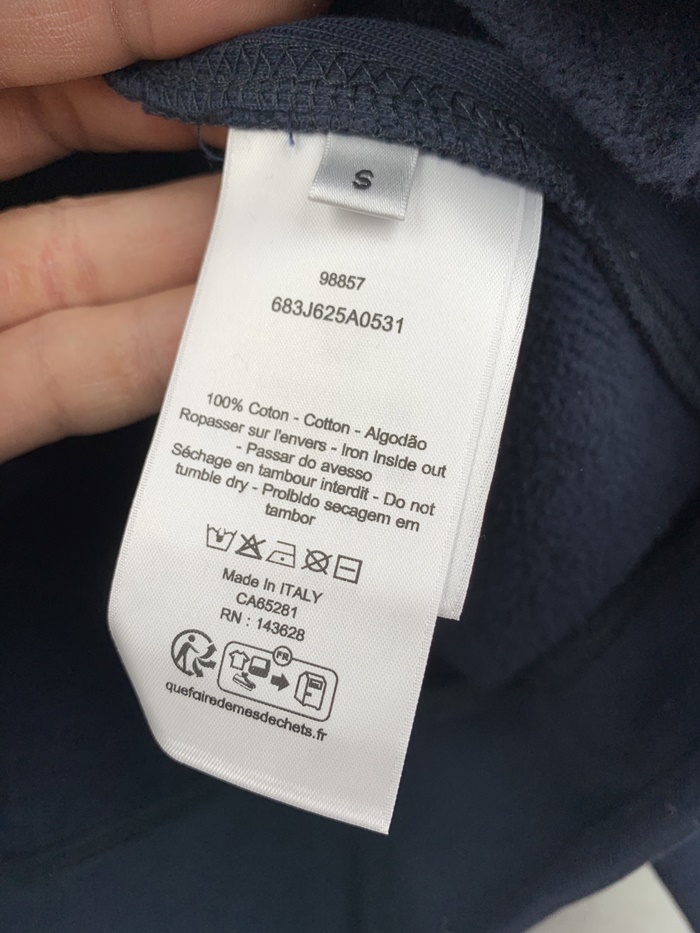 S
98857
683J625A0531
100% Coton - Cotton - Algodão
Ropasser sur l'envers - Iron Inside out
- Passar do avesso
Séchage en tambour interdit - Do not
tumble dry - Prolbido secagem em
tambor
Made In ITALY
CA65281
RN : 143628
FR
quefairedemesdechets.fr